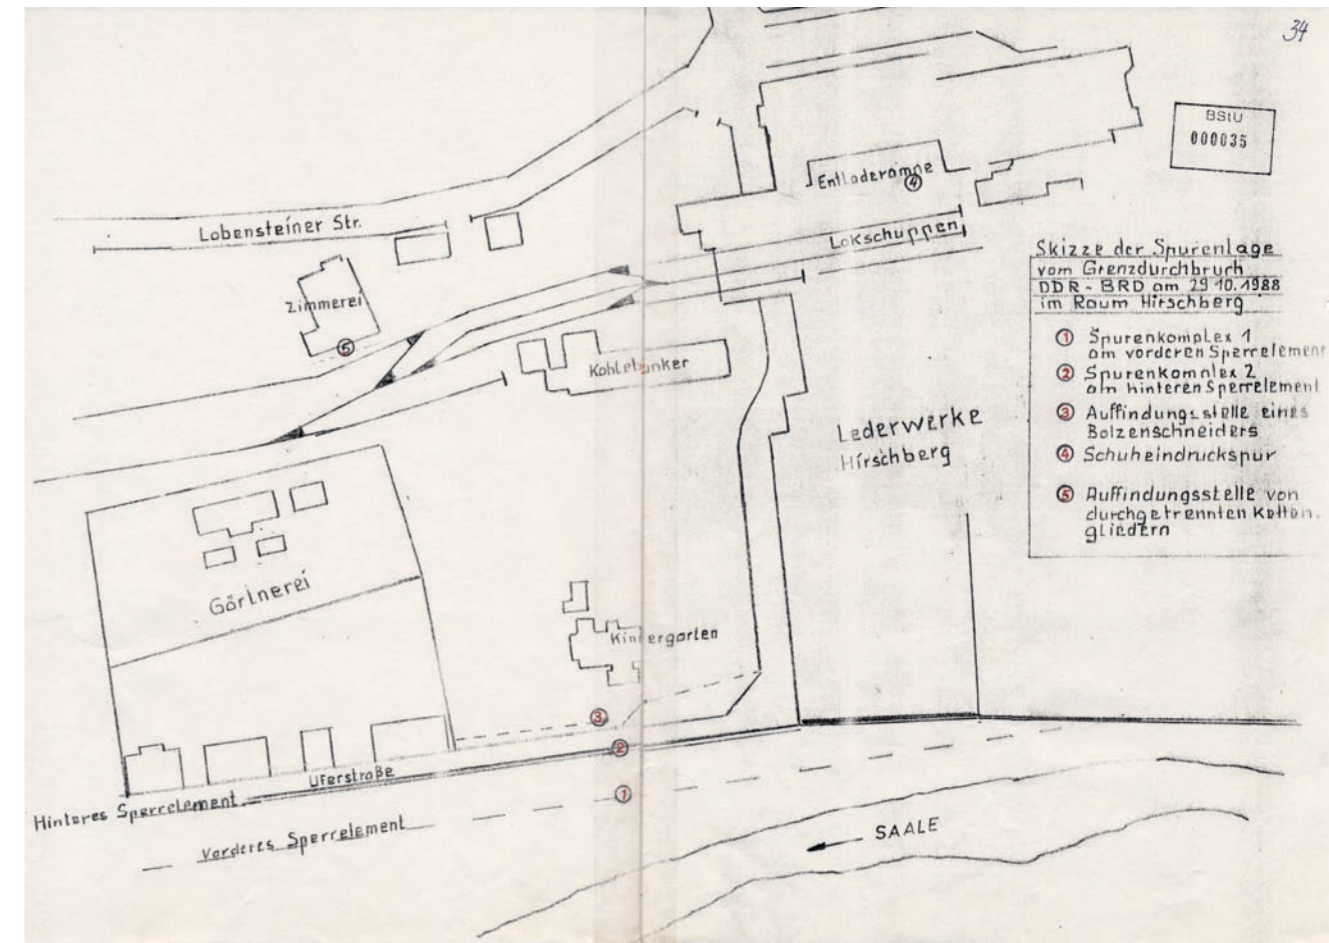 34
BStU
000035
Entladerampe
4
Lobensteiner Str.
Lokschuppen
Zimmerei
5
Kohlebunker
Skizze der Spurenlage
vom Grenzdurchbruch
DDR - BRD am 29.10.1988
im Raum Hirschberg
1 Spurenkomplex 1
am vorderen Sperrelement
2 Spurenkomplex 2
am hinteren Sperrelement
3 Auffindungsstelle eines
Bolzenschneiders
4 Schuheindruckspur
5 Auffindungsstelle von
durchgetrennten Ketten-
gliedern
Lederwerke
Hirschberg
Gärtnerei
Kindergarten
3
2
1
Uferstraße
Hinteres Sperrelement
Vorderes Sperrelement
SAALE